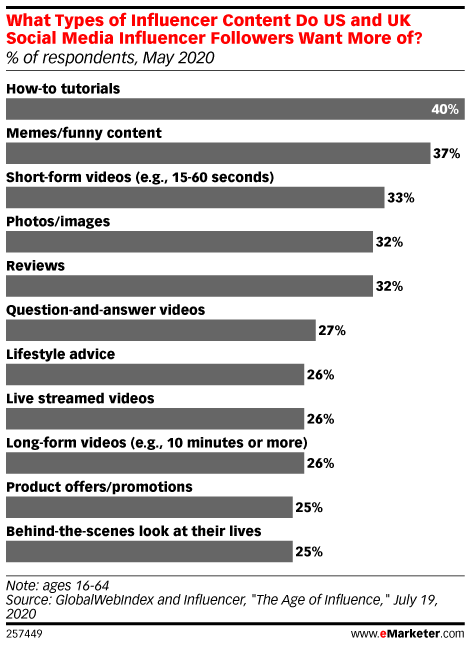 What Types of Influencer Content Do US and UK
Social Media Influencer Followers Want More of?
% of respondents, May 2020
How-to tutorials
40%
Memes/funny content
37%
Short-form videos (e.g., 15-60 seconds)
33%
Photos/images
32%
Reviews
32%
Question-and-answer videos
27%
Lifestyle advice
26%
Live streamed videos
26%
Long-form videos (e.g., 10 minutes or more)
26%
Product offers/promotions
25%
Behind-the-scenes look at their lives
25%
Note: ages 16-64
Source: GlobalWebIndex and Influencer, "The Age of Influence," July 19,
2020
257449
www.eMarketer.com